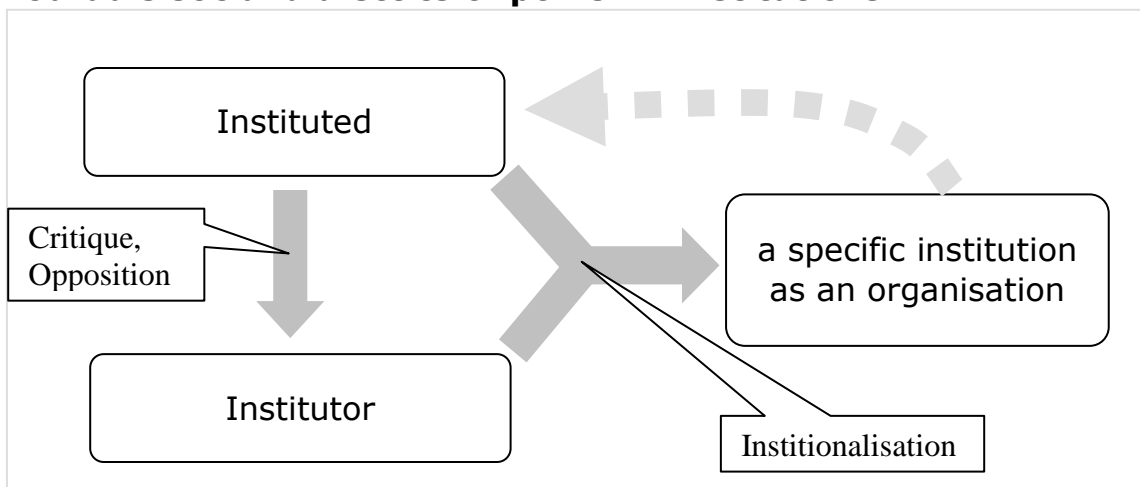 Instituted
Critique,
Opposition
a specific institution
as an organisation
Institutor
Institionalisation